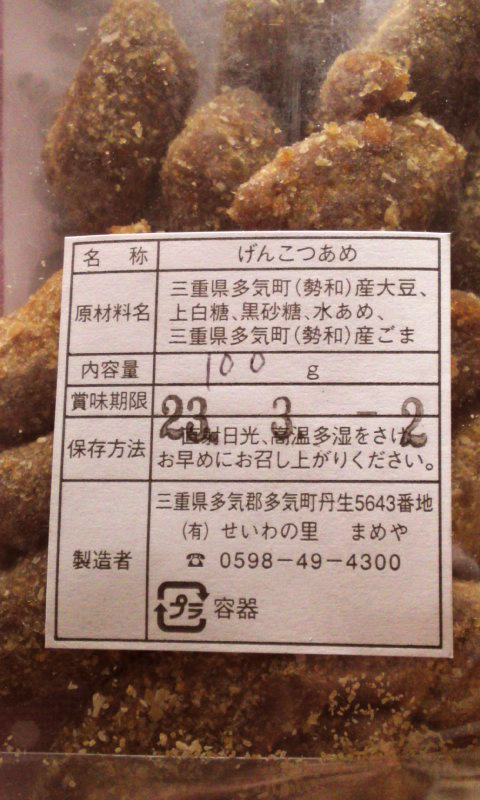 名 称 げんこつあめ
原材料名 三重県多気町(勢和)産大豆、
上白糖、黒砂糖、水あめ、
三重県多気町(勢和)産ごま
内容量 100 g
賞味期限 23 3 -2
保存方法 直射日光、高温多湿をさけ
お早めにお召し上がりください。
製造者 三重県多気郡多気町丹生5643番地
(有) せいわの里 まめや
☎ 0598-49-4300
プラ 容器